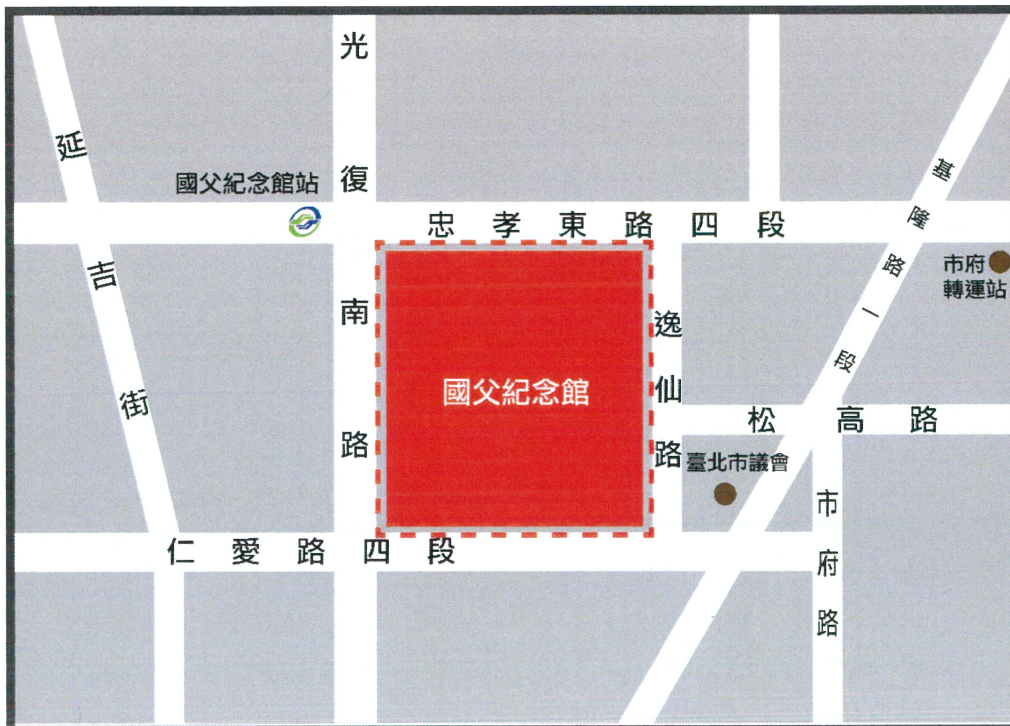 光復南路
延吉街
國父紀念館站
忠孝東路四段
基隆路一段
市府
轉運站
逸仙路
國父紀念館
松高路
臺北市議會
市府路
仁愛路四段